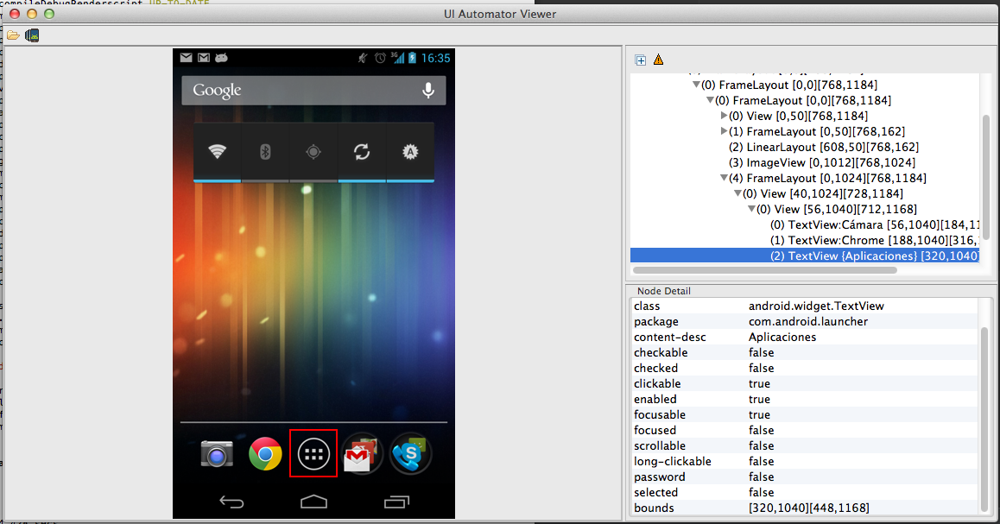 compileDebugRenderscript UP-TO-DATE
UI Automator Viewer
3G
16:35
Google
A
S
(0) FrameLayout [0,0][768,1184]
(0) FrameLayout [0,0][768,1184]
(0) View [0,50][768,1184]
(1) FrameLayout [0,50][768,162]
(2) LinearLayout [608,50][768,162]
(3) ImageView [0,1012][768,1024]
(4) FrameLayout [0,1024][768,1184]
(0) View [40,1024][728,1184]
(0) View [56,1040][712,1168]
(0) TextView:Cámara [56,1040][184,11
(1) TextView:Chrome [188,1040][316,
(2) TextView {Aplicaciones} [320,1040]
Node Detail
class android.widget.TextView
package com.android.launcher
content-desc Aplicaciones
checkable false
checked false
clickable true
enabled true
focusable true
focused false
scrollable false
long-clickable false
password false
selected false
bounds [320,1040][448,1168]